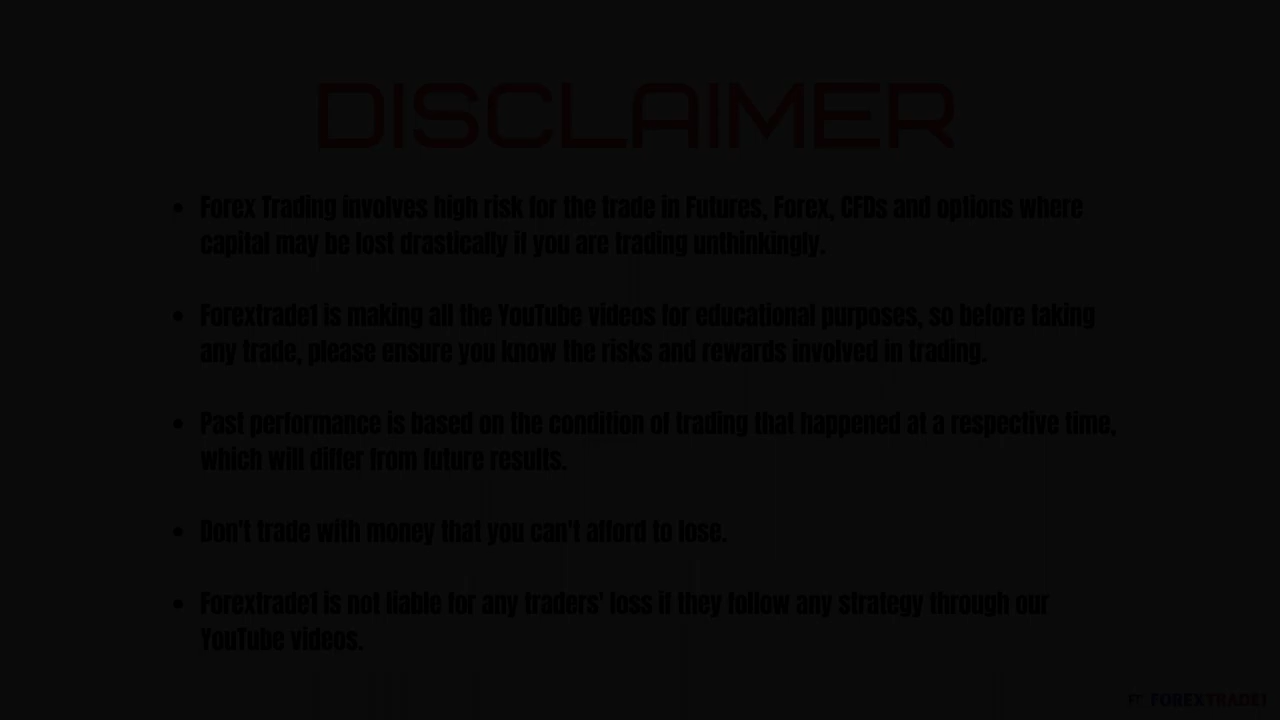 DISCLAIMER
Forex Trading involves high risk for the trade in Futures, Forex, CFDs and options where
capital may be lost drastically if you are trading unthinkingly.
Forextrade1 is making all the YouTube videos for educational purposes, so before taking
any trade, please ensure you know the risks and rewards involved in trading.
Past performance is based on the condition of trading that happened at a respective time,
which will differ from future results.
Don't trade with money that you can't afford to lose.
Forextrade1 is not liable for any traders' loss if they follow any strategy through our
YouTube videos.
FOREXTRADE1